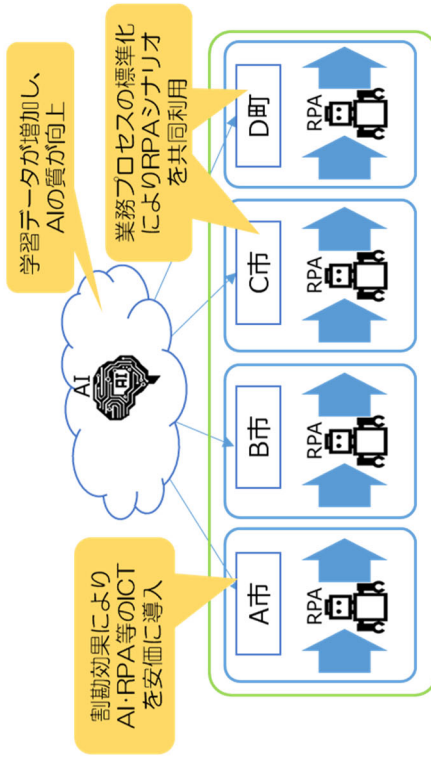 割勘効果により
AI・RPA等のICT
を安価に導入
AI
AI
学習データが増加し、
AIの質が向上
業務プロセスの標準化
によりRPAシナリオ
を共同利用
A市
RPA
B市
RPA
C市
RPA
D町
RPA